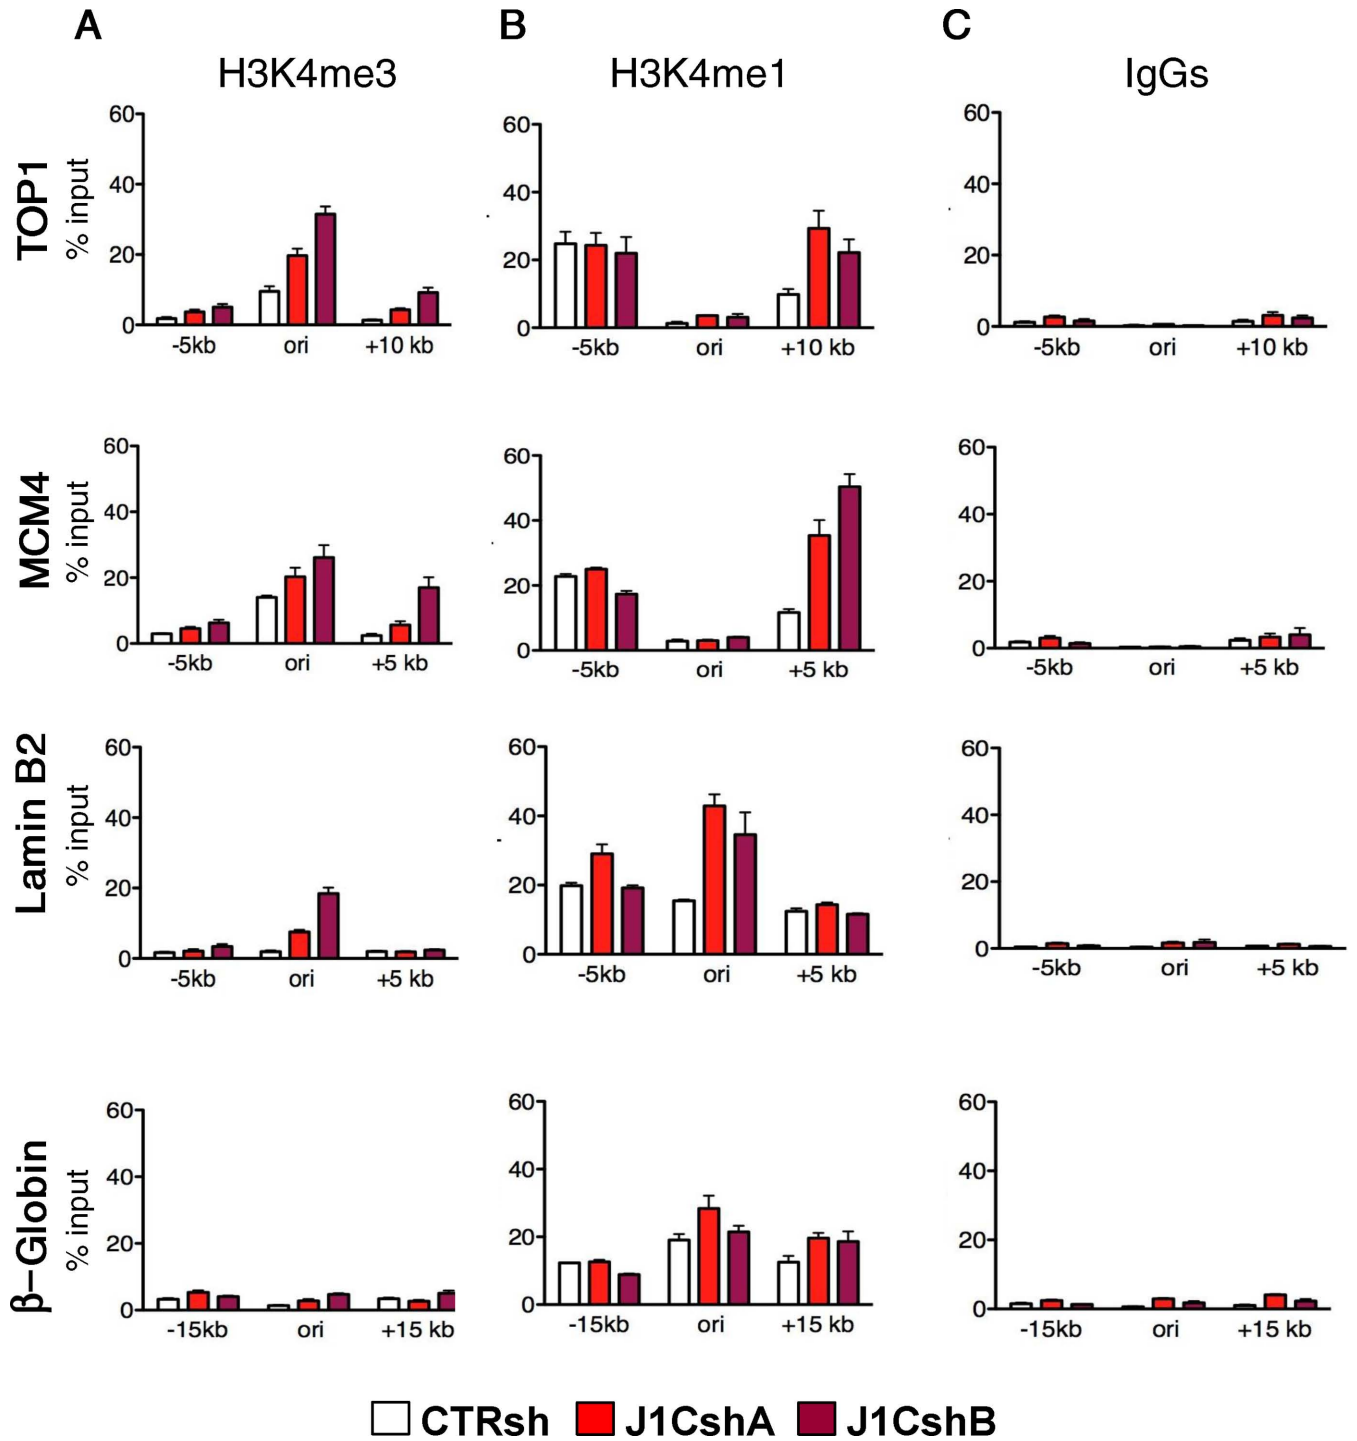 A B C
H3K4me3 H3K4me1 IgGs
TOP1
% input
60 60 60
40 40 40
20 20 20
0 0 0
-5kb ori +10 kb -5kb ori +10 kb -5kb ori +10 kb
MCM4
% input
60 60 60
40 40 40
20 20 20
0 0 0
-5kb ori +5 kb -5kb ori +5 kb -5kb ori +5 kb
Lamin B2
% input
60 60 60
40 40 40
20 20 20
0 0 0
-5kb ori +5 kb -5kb ori +5 kb -5kb ori +5 kb
β–Globin
% input
60 60 60
40 40 40
20 20 20
0 0 0
-15kb ori +15 kb -15kb ori +15 kb -15kb ori +15 kb
CTRsh J1CshA J1CshB